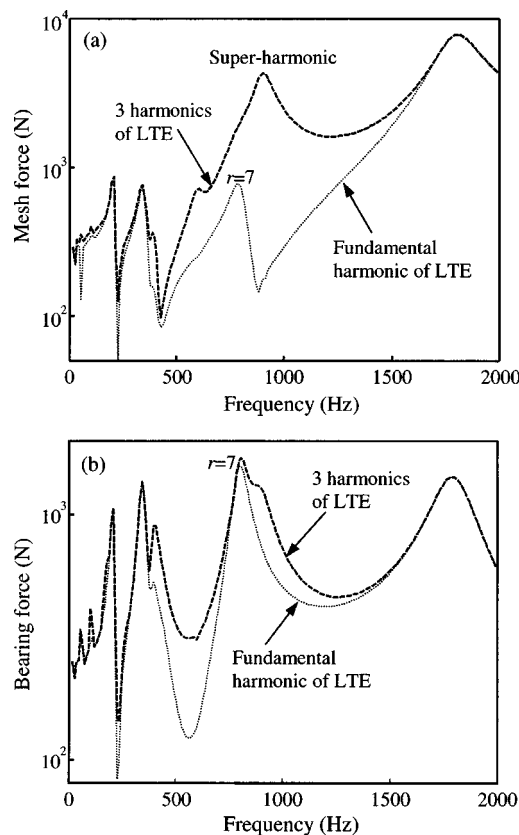 (a)
Super-harmonic
3 harmonics
of LTE
r=7
Fundamental
harmonic of LTE
10⁴
10³
10²
Mesh force (N)
0
500
1000
1500
2000
Frequency (Hz)
(b)
r=7
3 harmonics
of LTE
Fundamental
harmonic of LTE
10³
10²
Bearing force (N)
0
500
1000
1500
2000
Frequency (Hz)